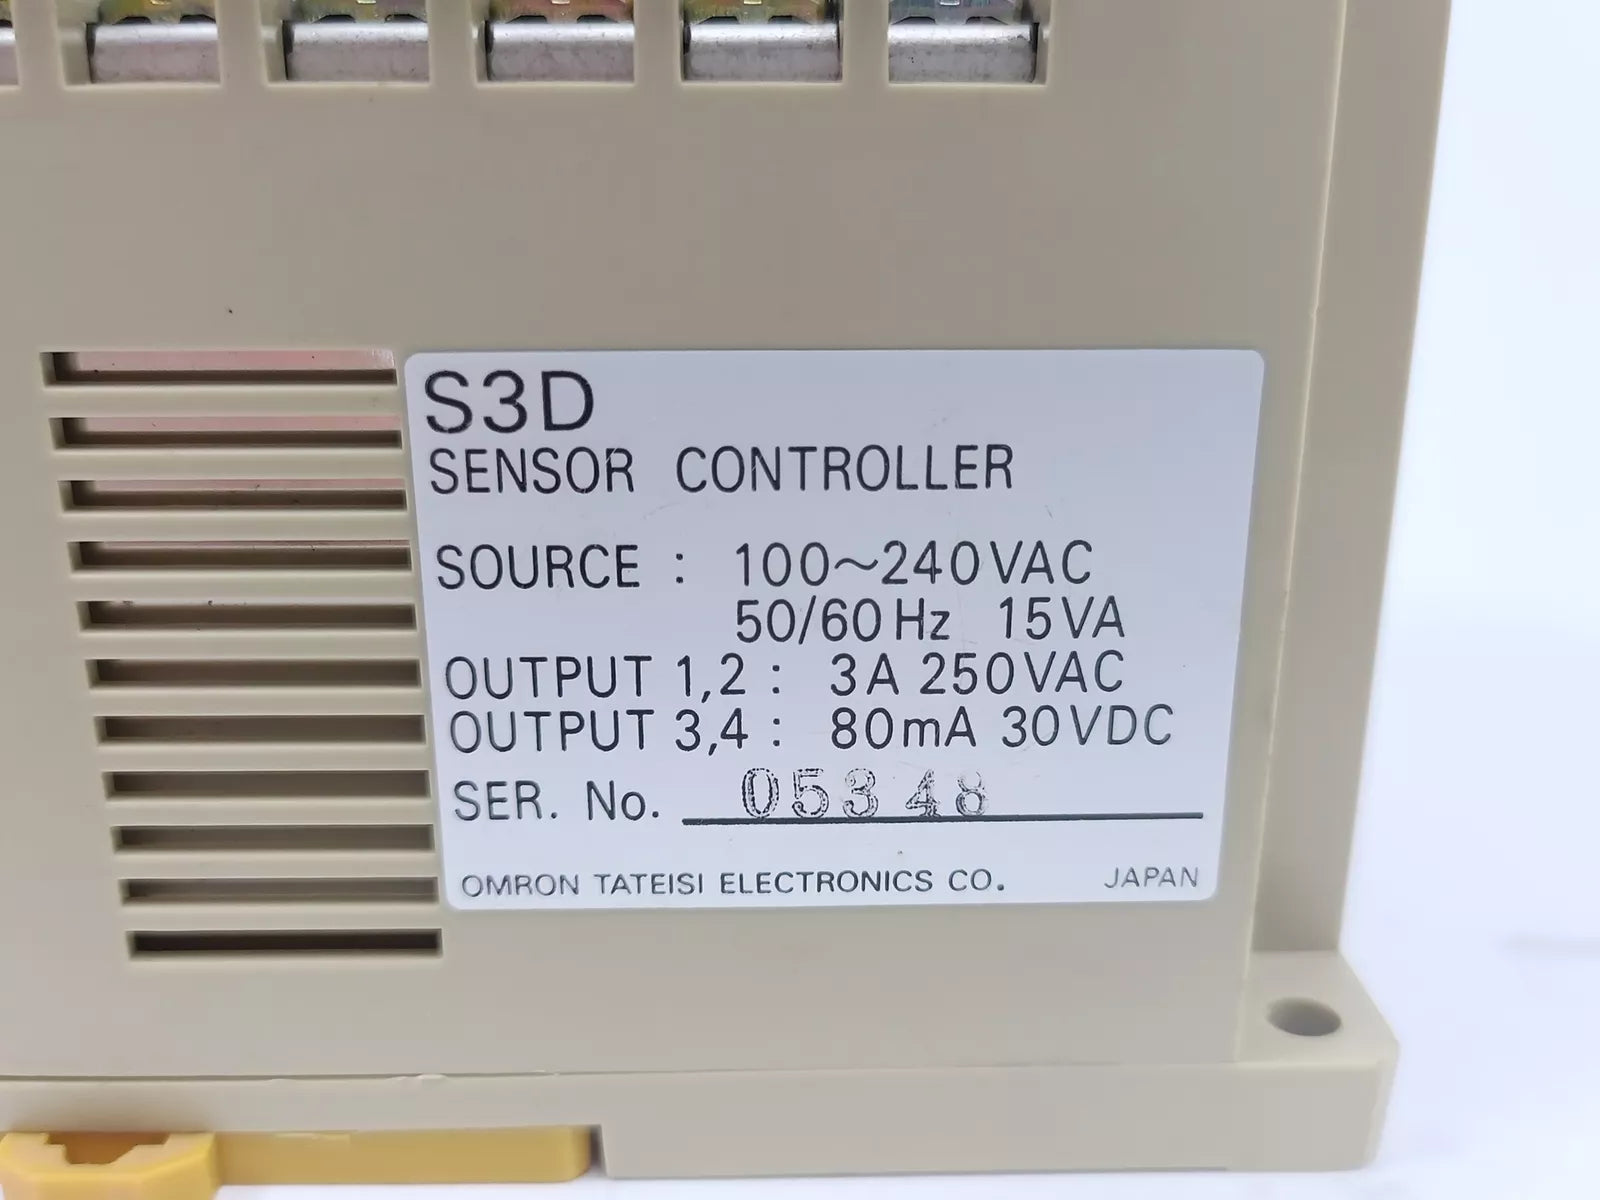 S3D
SENSOR CONTROLLER
SOURCE : 100~240VAC
50/60Hz 15VA
OUTPUT 1,2 : 3A 250VAC
OUTPUT 3,4 : 80mA 30VDC
SER. No. 05348
OMRON TATEISI ELECTRONICS CO. JAPAN